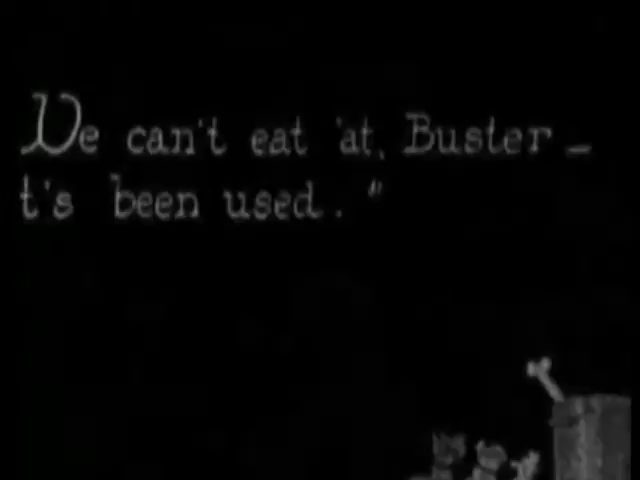 We can't eat 'at, Buster —
t's been used."